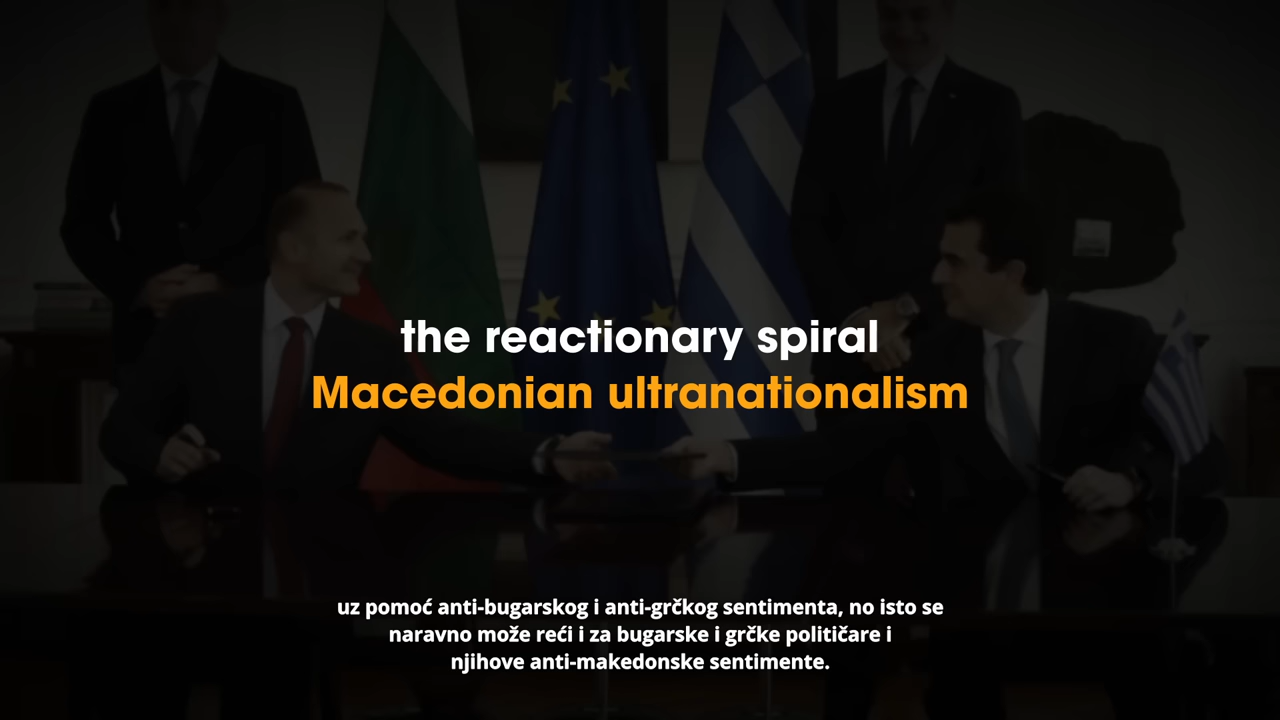 the reactionary spiral
Macedonian ultranationalism
uz pomoć anti-bugarskog i anti-grčkog sentimenta, no isto se
naravno može reći i za bugarske i grčke političare i
njihove anti-makedonske sentimente.